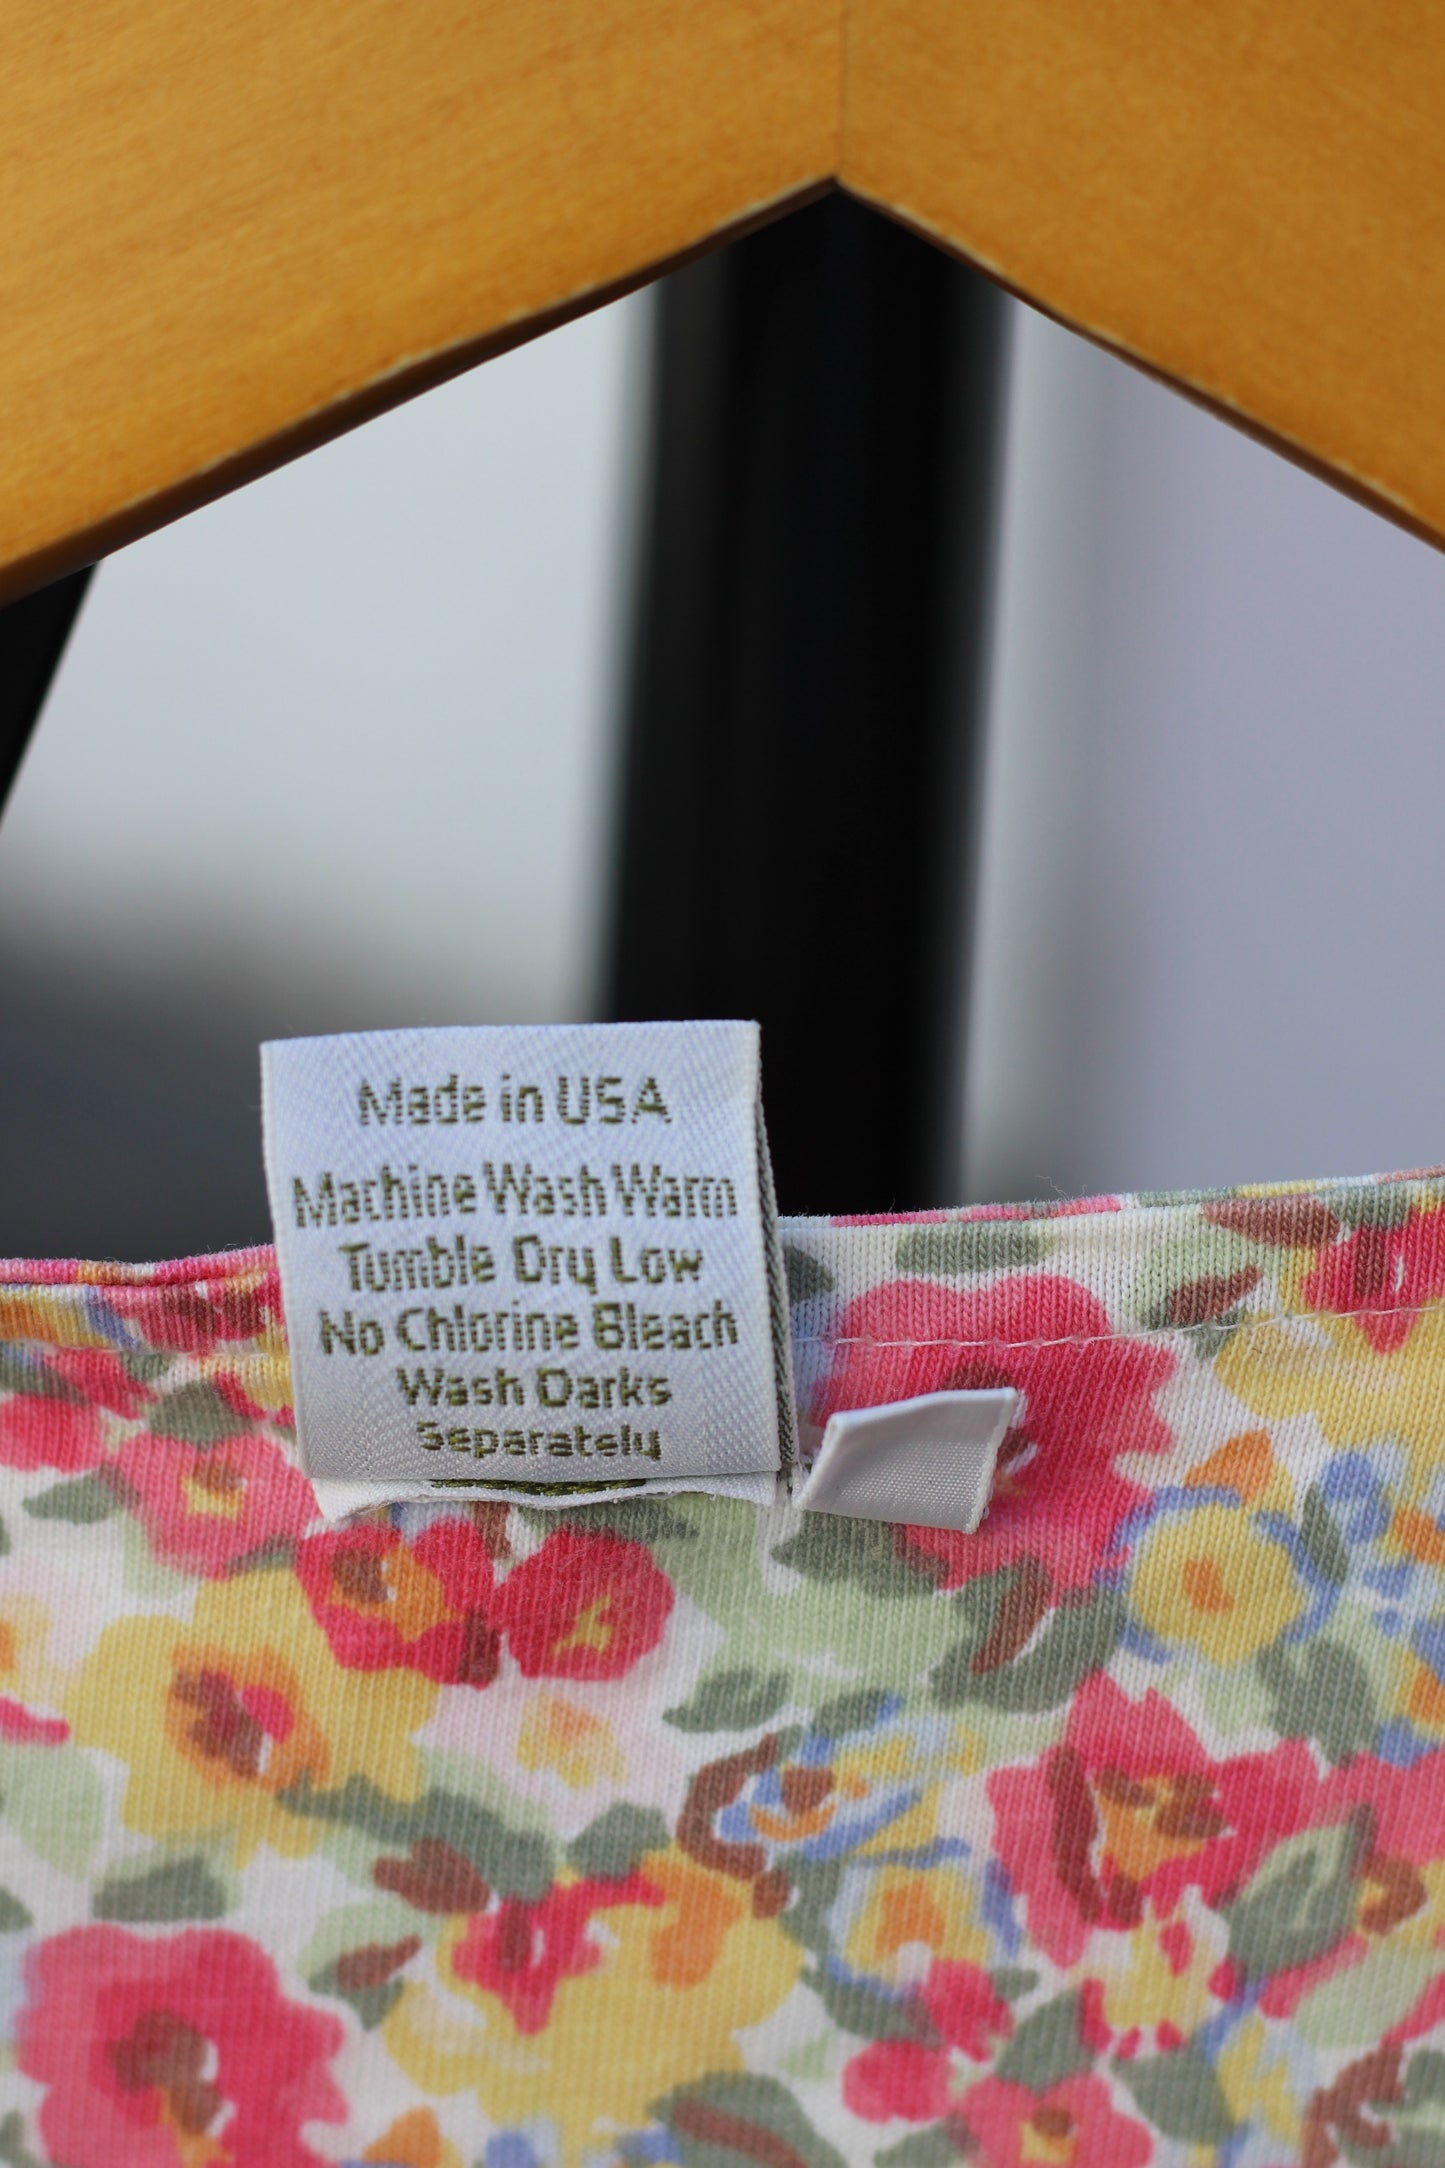 Made in USA
Machine Wash Warm
Tumble Dry Low
No Chlorine Bleach
Wash Darks
Separately